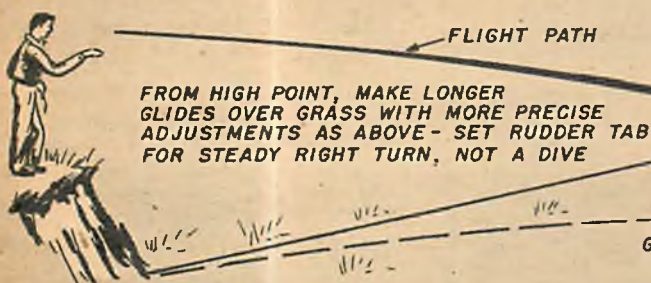 FLIGHT PATH
FROM HIGH POINT, MAKE LONGER
GLIDES OVER GRASS WITH MORE PRECISE
ADJUSTMENTS AS ABOVE - SET RUDDER TAB
FOR STEADY RIGHT TURN, NOT A DIVE
G